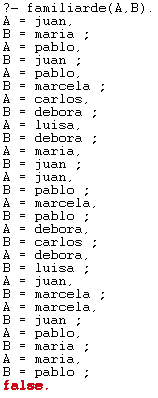 ?- familiarde(A,B).
A = juan,
B = maria ;
A = pablo,
B = juan ;
A = pablo,
B = marcela ;
A = carlos,
B = debora ;
A = luisa,
B = debora ;
A = maria,
B = juan ;
A = juan,
B = pablo ;
A = marcela,
B = pablo ;
A = debora,
B = carlos ;
A = debora,
B = luisa ;
A = juan,
B = marcela ;
A = marcela,
B = juan ;
A = pablo,
B = maria ;
A = maria,
B = pablo ;
false.